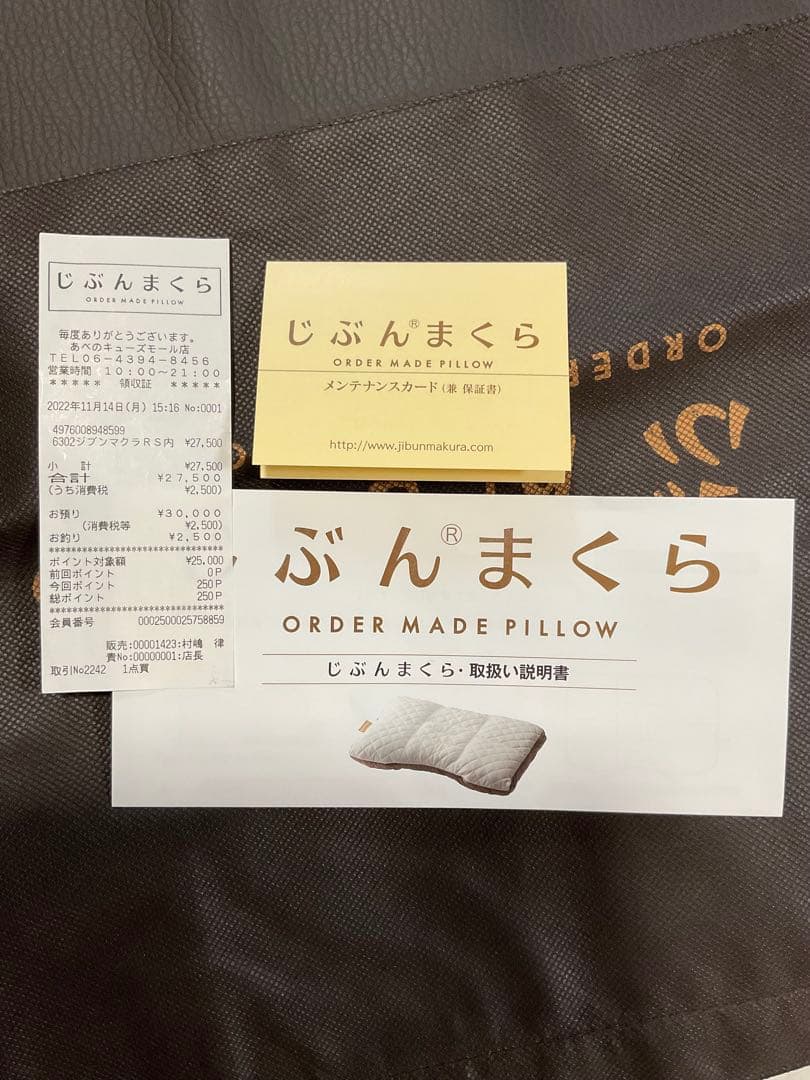 じぶんまくら
ORDER MADE PILLOW
毎度ありがとうございます。
あべのキューズモール店
TEL06-4394-8456
営業時間 10:00〜21:00
***** 領収証 *****
2022年11月14日(月) 15:16 No:0001
4976008948599
6302ジブンマクラRS内 ¥27,500
小 計 ¥27,500
合計 ¥27,500
(うち消費税 ¥2,500)
お預り ¥30,000
(消費税等 ¥2,500)
お釣り ¥2,500
**********************************
ポイント対象額 ¥25,000
前回ポイント 0P
今回ポイント 250P
総ポイント 250P
**********************************
会員番号 0002500025758859
販売:00001423:村嶋 律
責No:00000001:店長
取引No2242 1点買
じぶん®まくら
ORDER MADE PILLOW
メンテナンスカード(兼 保証書)
http://www.jibunmakura.com
ぶん®まくら
ORDER MADE PILLOW
じぶんまくら・取扱い説明書
ORDER
ぶ